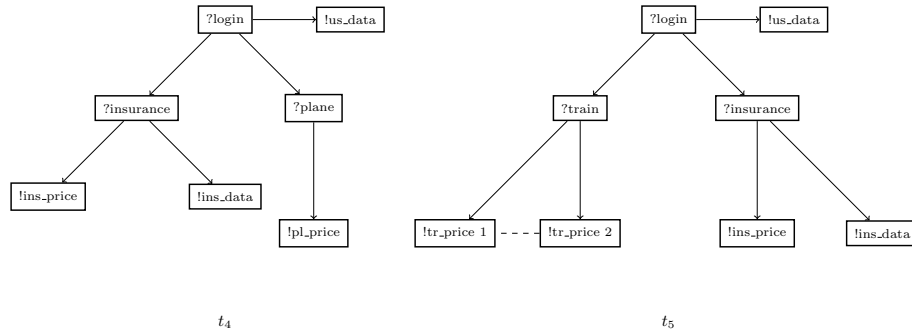 ?login
!us_data
?login
!us_data
?insurance
?plane
?train
?insurance
!ins_price
!ins_data
!pl_price
!tr_price 1
!tr_price 2
!ins_price
!ins_data
t4
t5